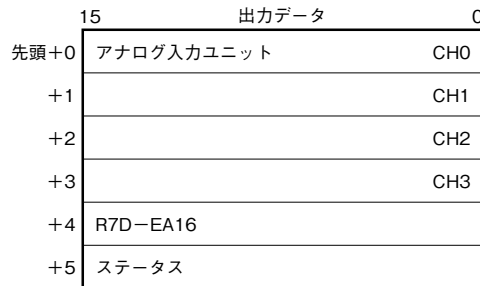 15 出力データ 0
先頭＋0 アナログ入力ユニット CH0
＋1 CH1
＋2 CH2
＋3 CH3
＋4 R7D－EA16
＋5 ステータス